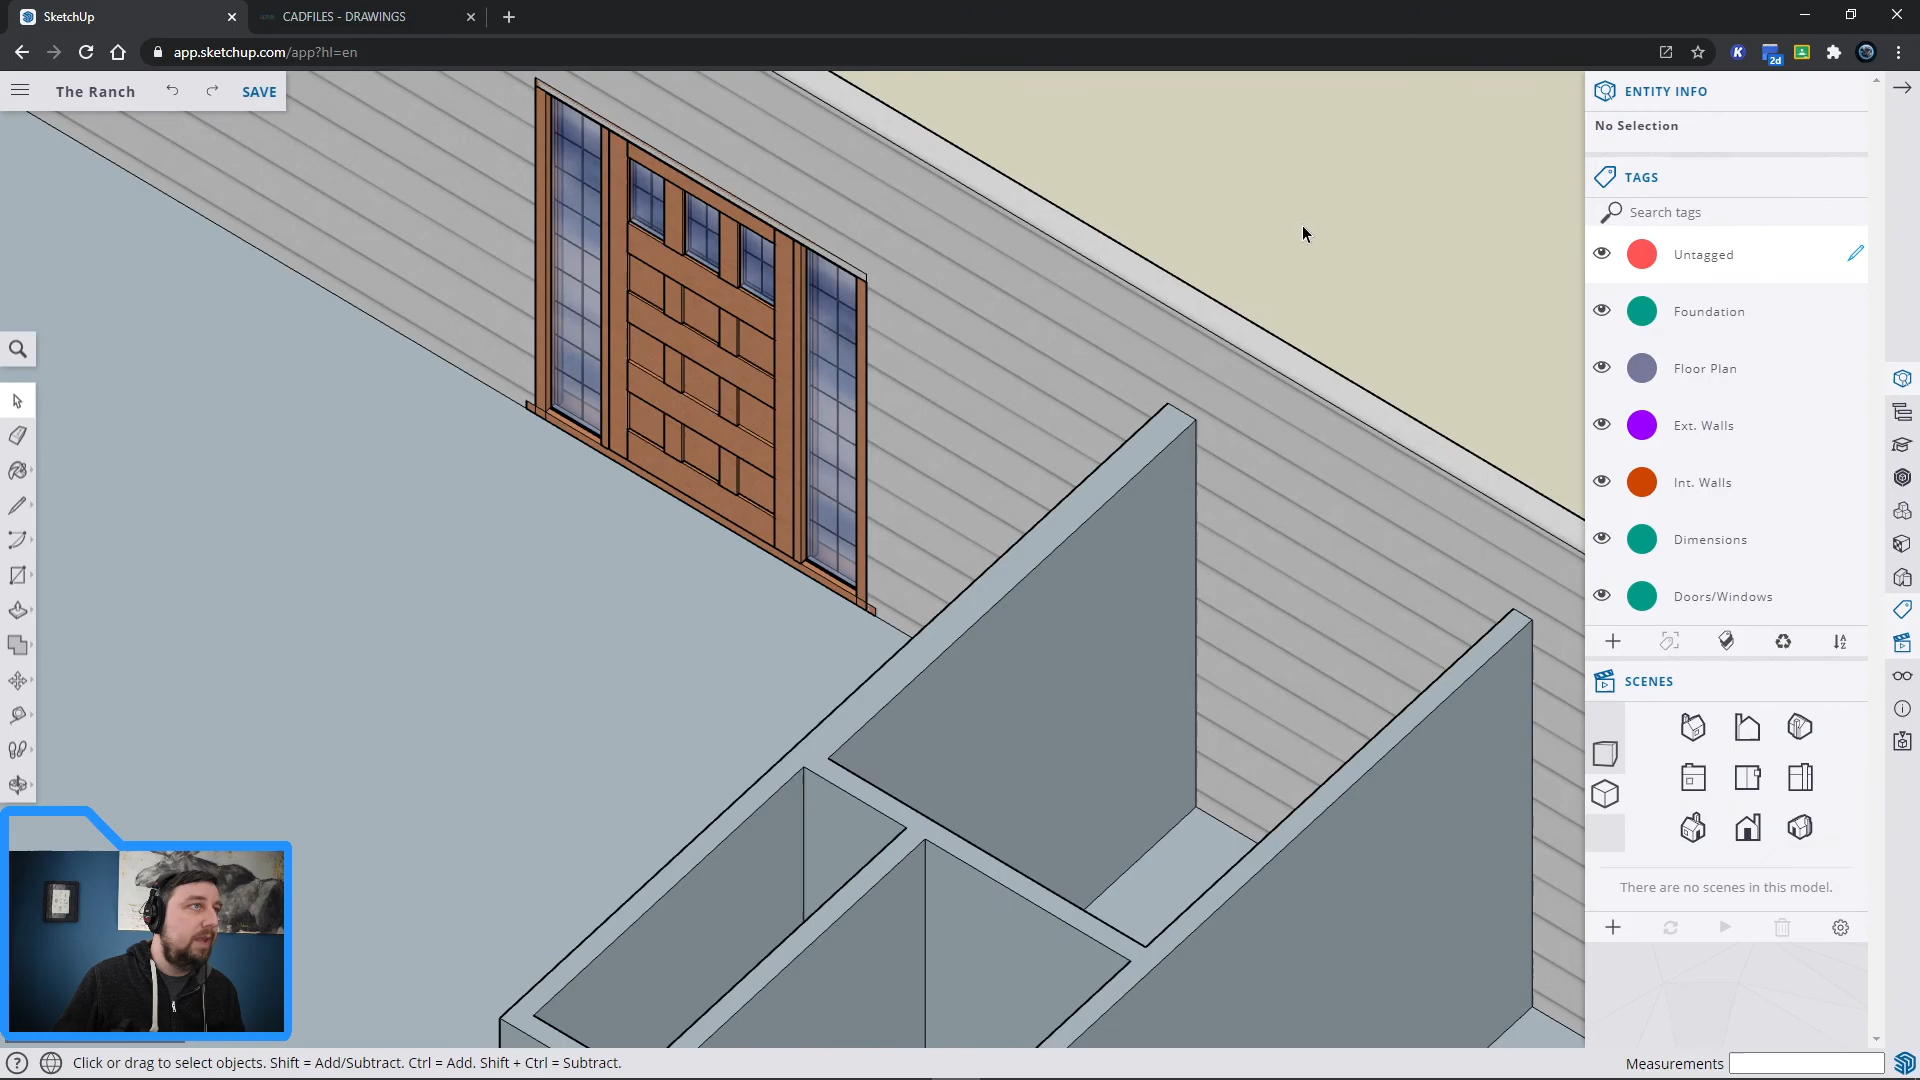 SketchUp
CADFILES - DRAWINGS
app.sketchup.com/app?hl=en
2d
The Ranch
SAVE
ENTITY INFO
No Selection
TAGS
Search tags
Untagged
Foundation
Floor Plan
Ext. Walls
Int. Walls
Dimensions
Doors/Windows
SCENES
There are no scenes in this model.
Click or drag to select objects. Shift = Add/Subtract. Ctrl = Add. Shift + Ctrl = Subtract.
Measurements